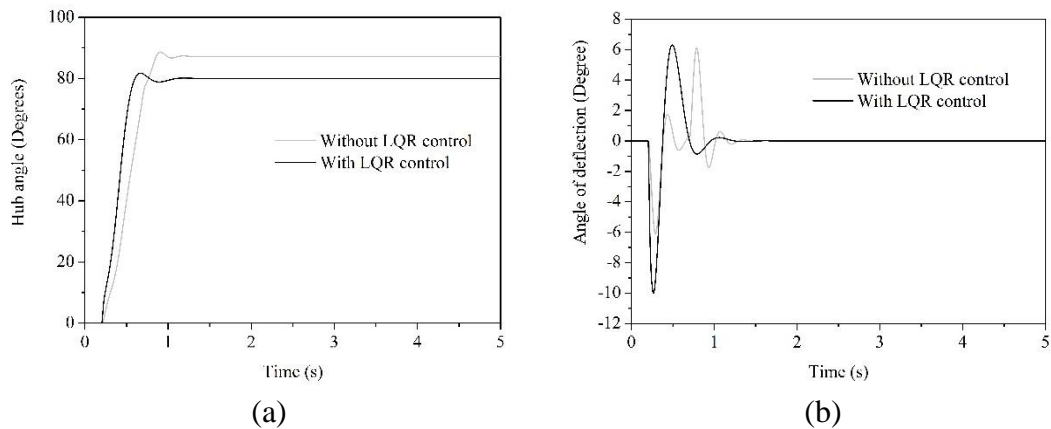 100
80
60
40
20
0
Hub angle (Degrees)
Without LQR control
With LQR control
0 1 2 3 4 5
Time (s)
(a)
8
6
4
2
0
-2
-4
-6
-8
-10
-12
Angle of deflection (Degree)
Without LQR control
With LQR control
0 1 2 3 4 5
Time (s)
(b)